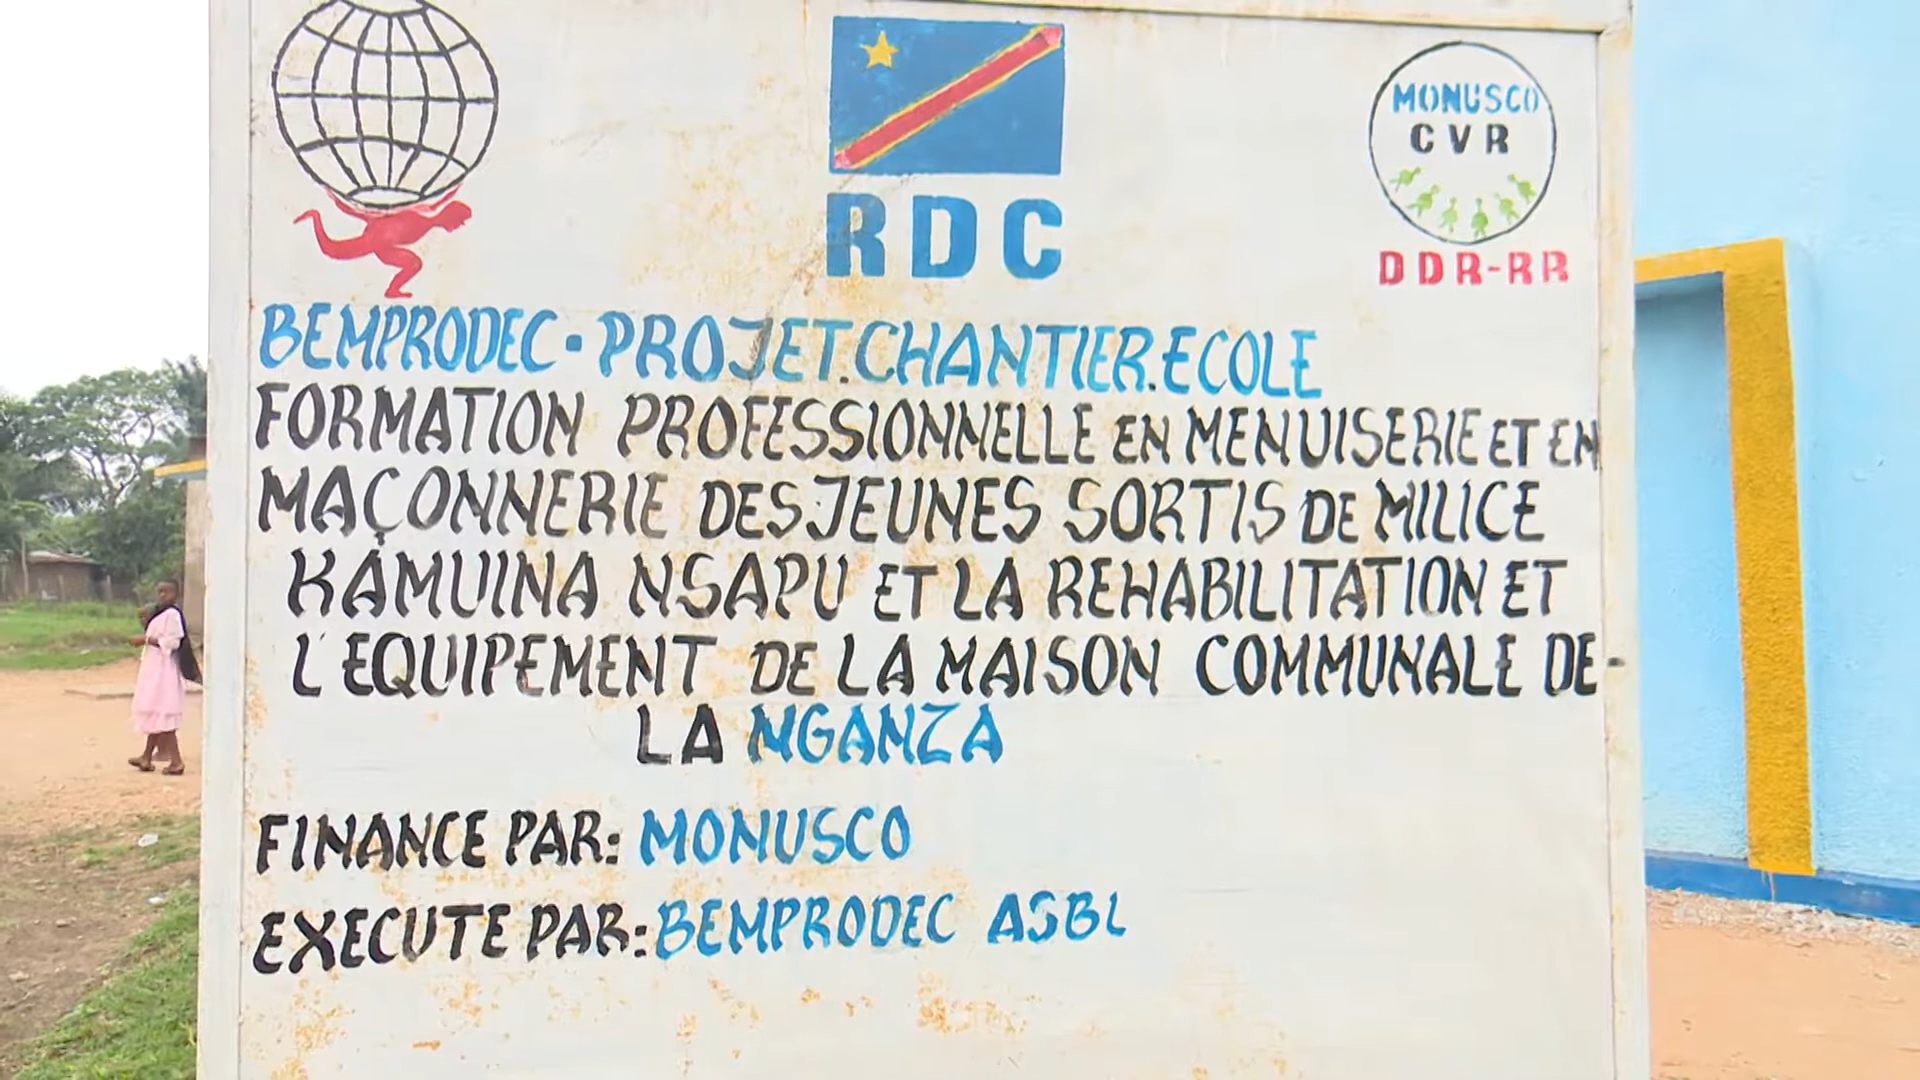 RDC
MONUSCO
CVR
DDR-RR
BEMPRODEC • PROJET.CHANTIER.ECOLE
FORMATION PROFESSIONNELLE EN MENUISERIE ET EN
MAÇONNERIE DES JEUNES SORTIS DE MILICE
KAMUINA NSAPU ET LA REHABILITATION ET
L'EQUIPEMENT DE LA MAISON COMMUNALE DE
LA NGANZA
FINANCE PAR: MONUSCO
EXECUTE PAR: BEMPRODEC ASBL